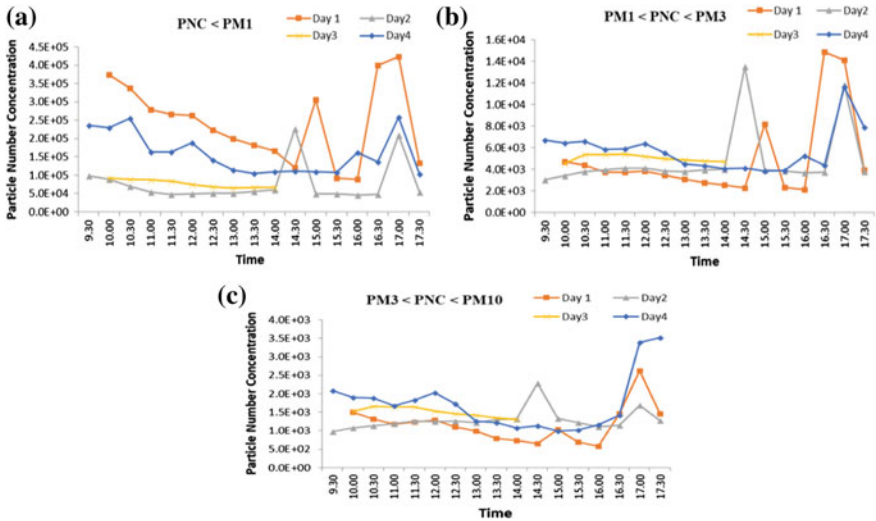 (a)
PNC < PM1
Day 1
Day2
Day3
Day4
Particle Number Concentration
4.5E+05
4.0E+05
3.5E+05
3.0E+05
2.5E+05
2.0E+05
1.5E+05
1.0E+05
5.0E+04
0.0E+00
9.30 10.00 10.30 11.00 11.30 12.00 12.30 13.00 13.30 14.00 14.30 15.00 15.30 16.00 16.30 17.00 17.30
Time
(b)
PM1 < PNC < PM3
Day 1
Day2
Day3
Day4
Particle Number Concentration
1.6E+04
1.4E+04
1.2E+04
1.0E+04
8.0E+03
6.0E+03
4.0E+03
2.0E+03
0.0E+00
9.30 10.00 10.30 11.00 11.30 12.00 12.30 13.00 13.30 14.00 14.30 15.00 15.30 16.00 16.30 17.00 17.30
Time
(c)
PM3 < PNC < PM10
Day 1
Day2
Day3
Day4
Particle Number Concentration
4.0E+03
3.5E+03
3.0E+03
2.5E+03
2.0E+03
1.5E+03
1.0E+03
5.0E+02
0.0E+00
9.30 10.00 10.30 11.00 11.30 12.00 12.30 13.00 13.30 14.00 14.30 15.00 15.30 16.00 16.30 17.00 17.30
Time